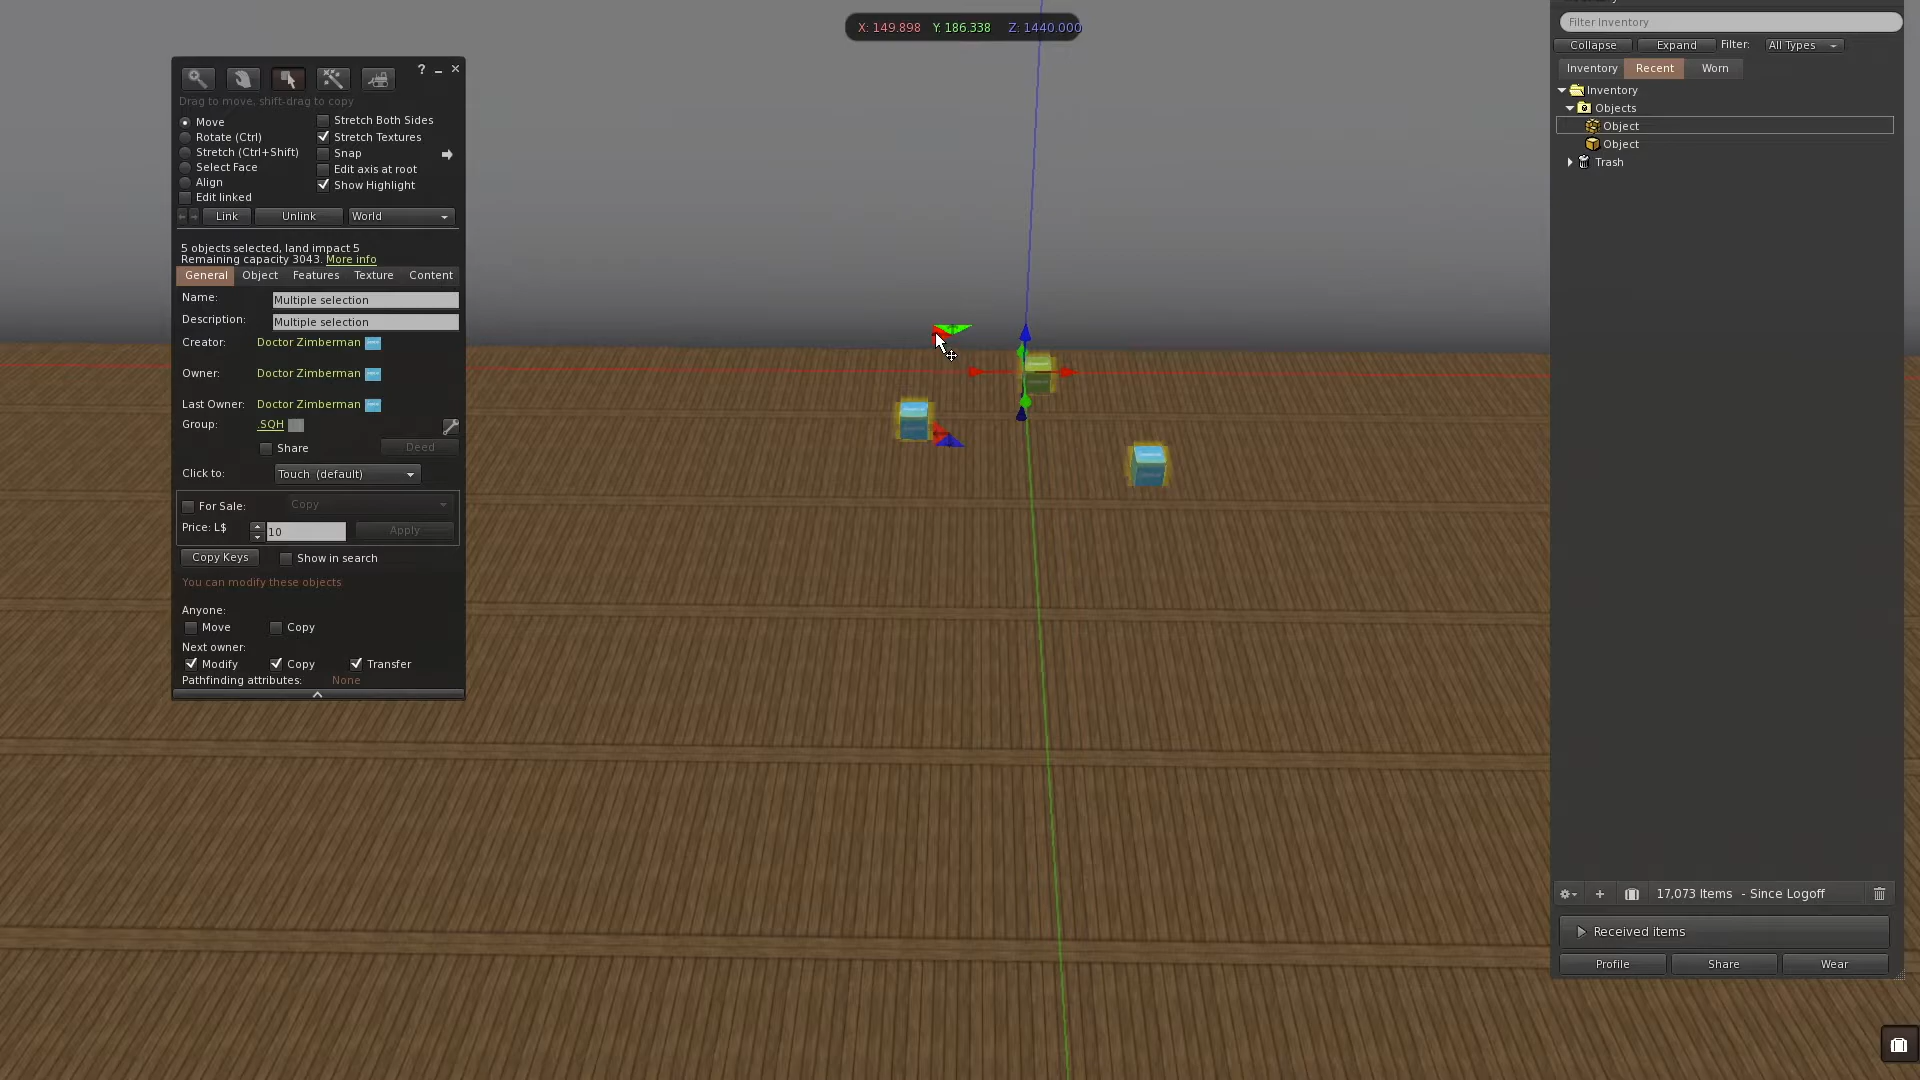 X: 149.898 Y: 186.338 Z: 1440.000
?
Drag to move, shift-drag to copy
Move
Rotate (Ctrl)
Stretch (Ctrl+Shift)
Select Face
Align
Edit linked
Stretch Both Sides
Stretch Textures
Snap
Edit axis at root
Show Highlight
Link Unlink World
5 objects selected, land impact 5
Remaining capacity 3043. More info
General Object Features Texture Content
Name: Multiple selection
Description: Multiple selection
Creator: Doctor Zimberman
Owner: Doctor Zimberman
Last Owner: Doctor Zimberman
Group: .SQH
Share Deed
Click to: Touch (default)
For Sale: Copy
Price: L$ 10 Apply
Copy Keys Show in search
You can modify these objects
Anyone:
Move Copy
Next owner:
Modify Copy Transfer
Pathfinding attributes: None
Filter Inventory
Collapse Expand Filter: All Types
Inventory Recent Worn
Inventory
Objects
Object
Object
Trash
17,073 Items - Since Logoff
Received items
Profile Share Wear